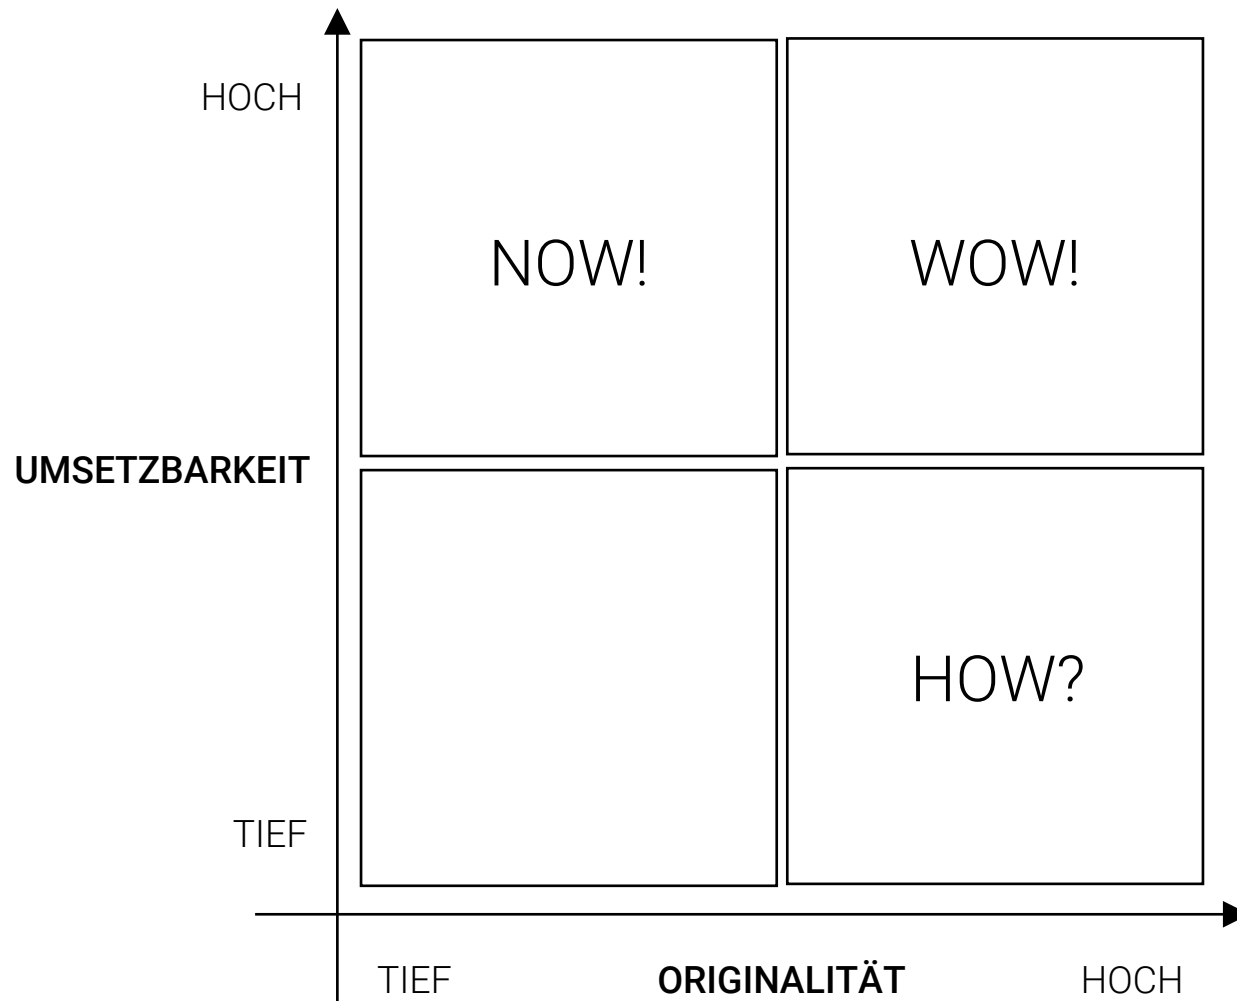 HOCH
NOW!
WOW!
UMSETZBARKEIT
HOW?
TIEF
TIEF
ORIGINALITÄT
HOCH